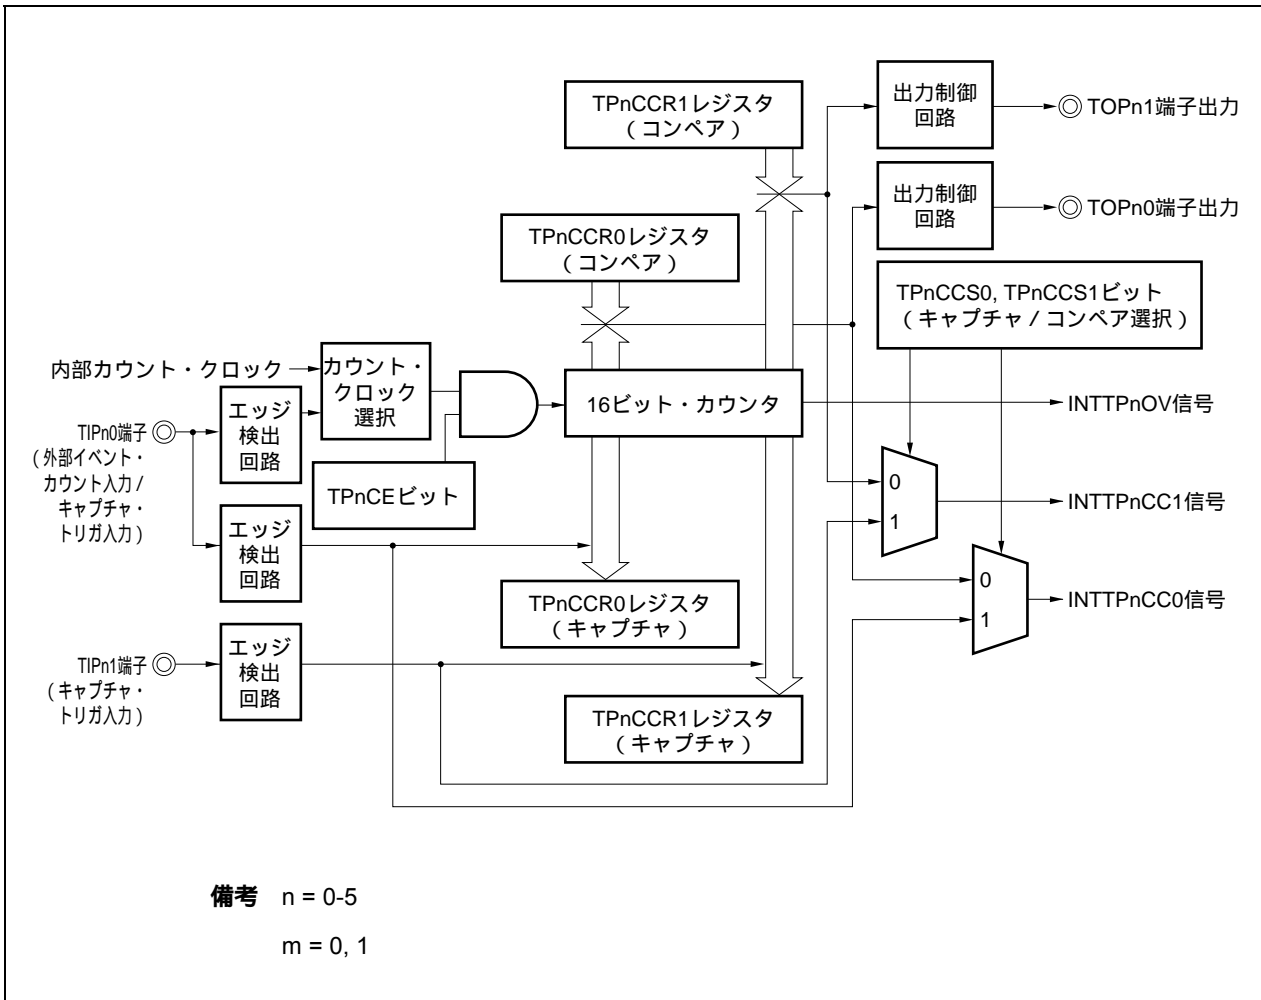 TPnCCR1レジスタ
（コンペア）
出力制御
回路
TOPn1端子出力
出力制御
回路
TOPn0端子出力
TPnCCR0レジスタ
（コンペア）
TPnCCS0, TPnCCS1ビット
（キャプチャ / コンペア選択）
内部カウント・クロック
カウント・
クロック
選択
16ビット・カウンタ
INTTPnOV信号
TIPn0端子
（外部イベント・
カウント入力 /
キャプチャ・
トリガ入力）
エッジ
検出
回路
TPnCEビット
0
1
INTTPnCC1信号
エッジ
検出
回路
0
1
INTTPnCC0信号
TPnCCR0レジスタ
（キャプチャ）
TIPn1端子
（キャプチャ・
トリガ入力）
エッジ
検出
回路
TPnCCR1レジスタ
（キャプチャ）
備考 n = 0-5
m = 0, 1